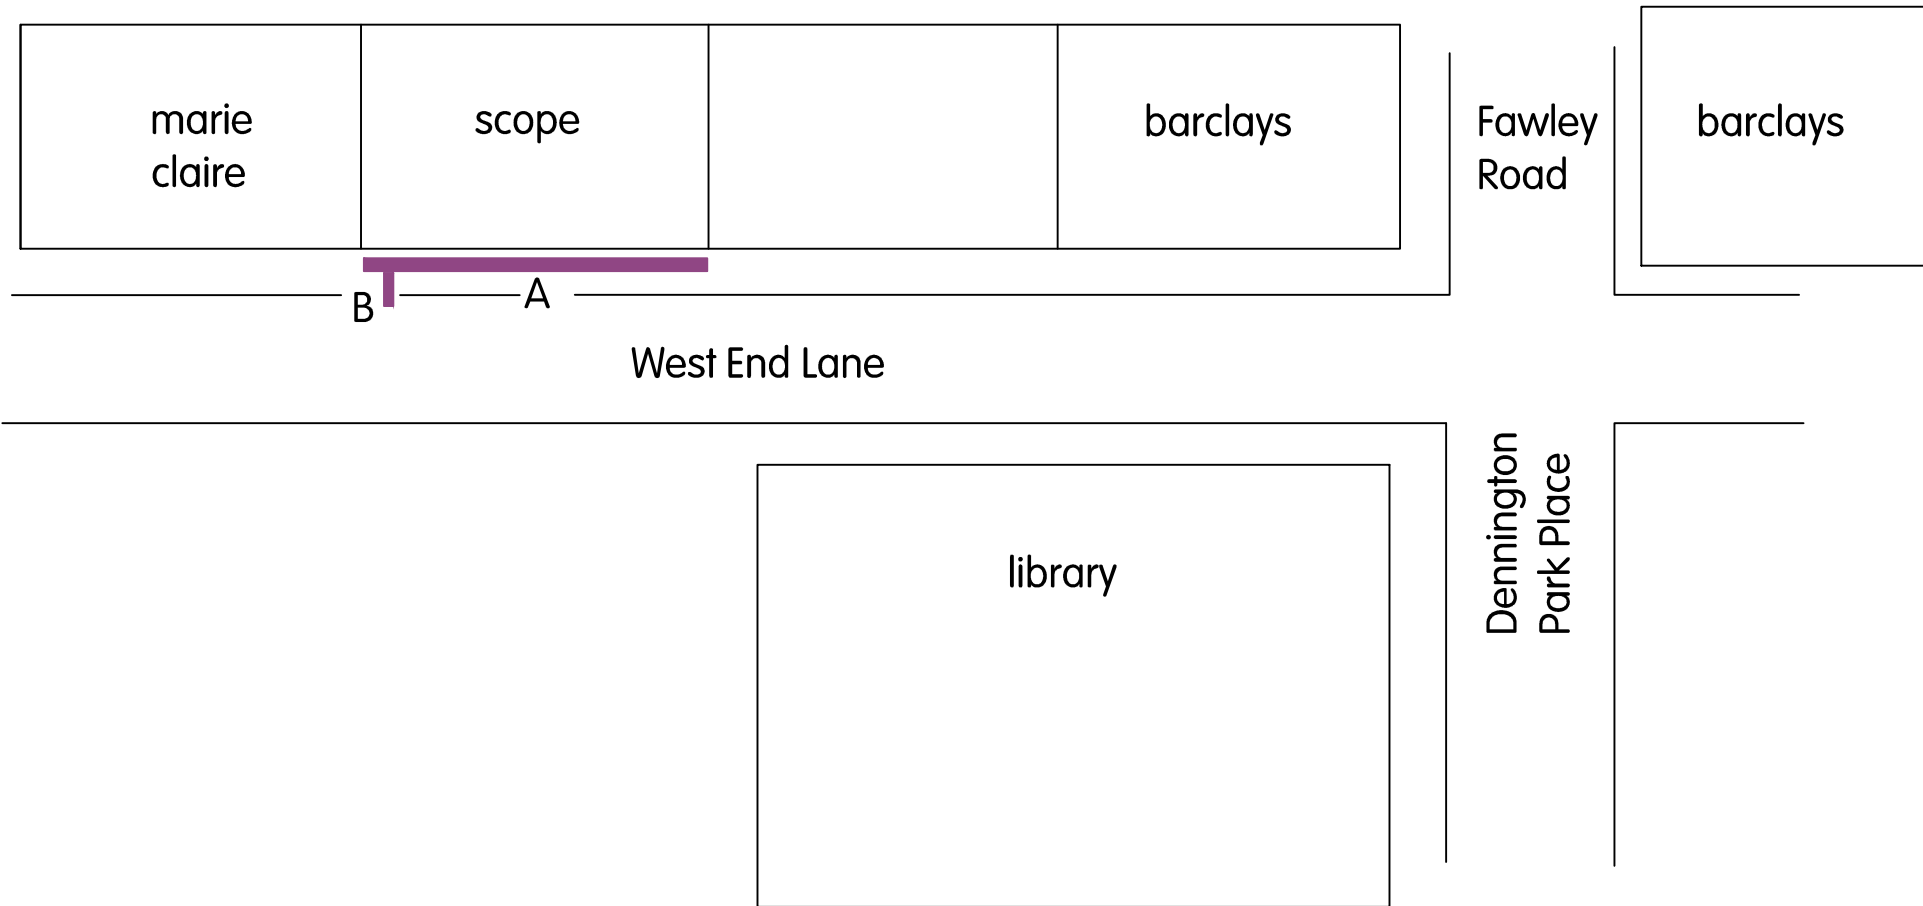 marie
claire
scope
barclays
Fawley
Road
barclays
B
A
West End Lane
Dennington
Park Place
library